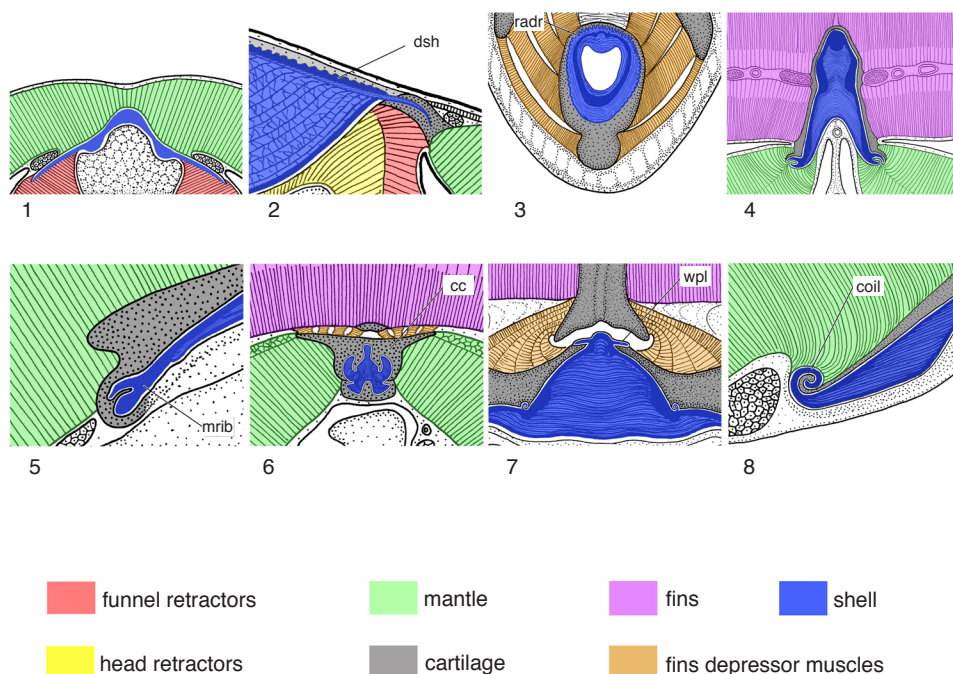 dsh
radr
1
2
3
4
cc
wpl
coil
mrib
5
6
7
8
funnel retractors
mantle
fins
shell
head retractors
cartilage
fins depressor muscles